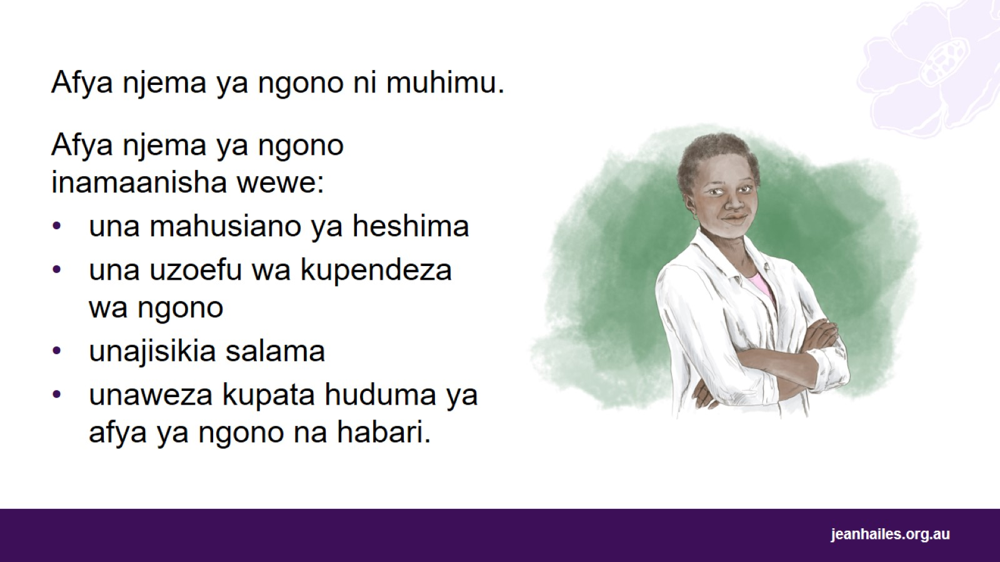 Afya njema ya ngono ni muhimu.
Afya njema ya ngono
inamaanisha wewe:
• una mahusiano ya heshima
• una uzoefu wa kupendeza
wa ngono
• unajisikia salama
• unaweza kupata huduma ya
afya ya ngono na habari.
jeanhailes.org.au